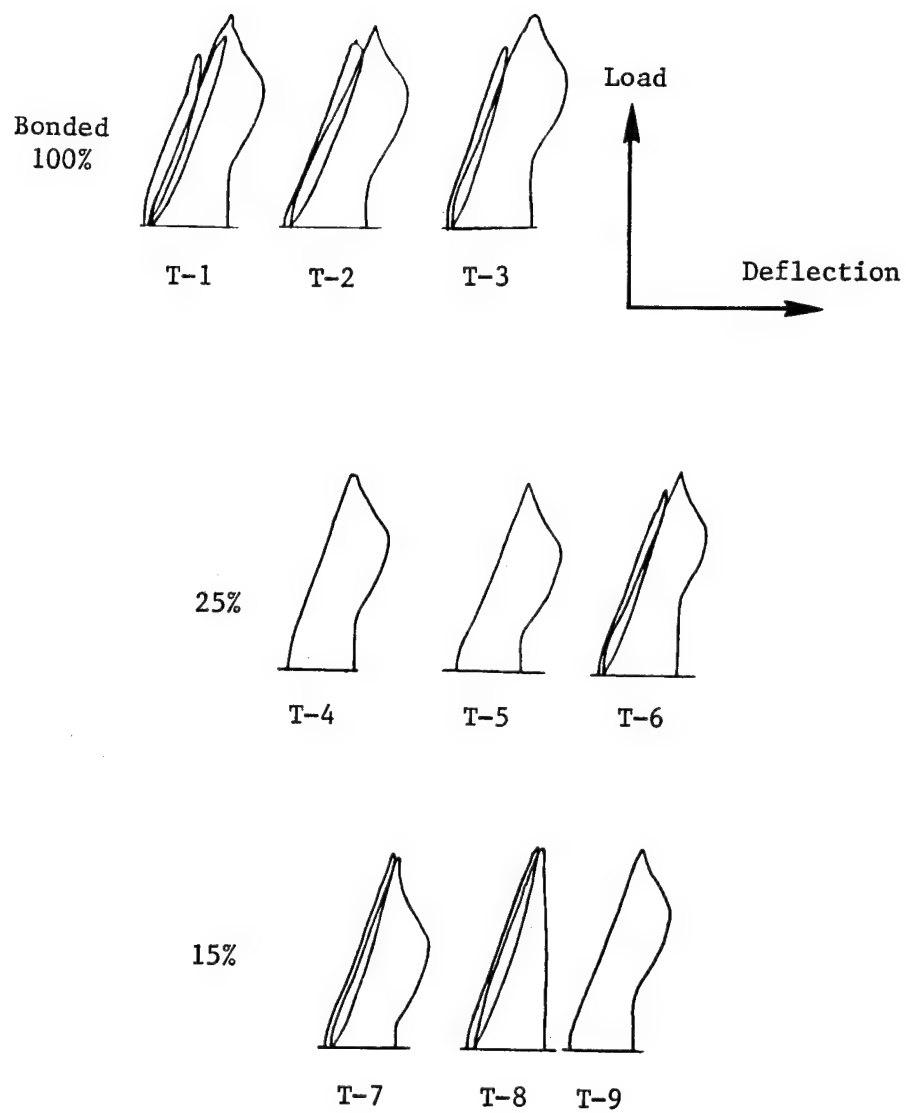 Load
Bonded
100%
Deflection
T-1
T-2
T-3
25%
T-4
T-5
T-6
15%
T-7
T-8
T-9